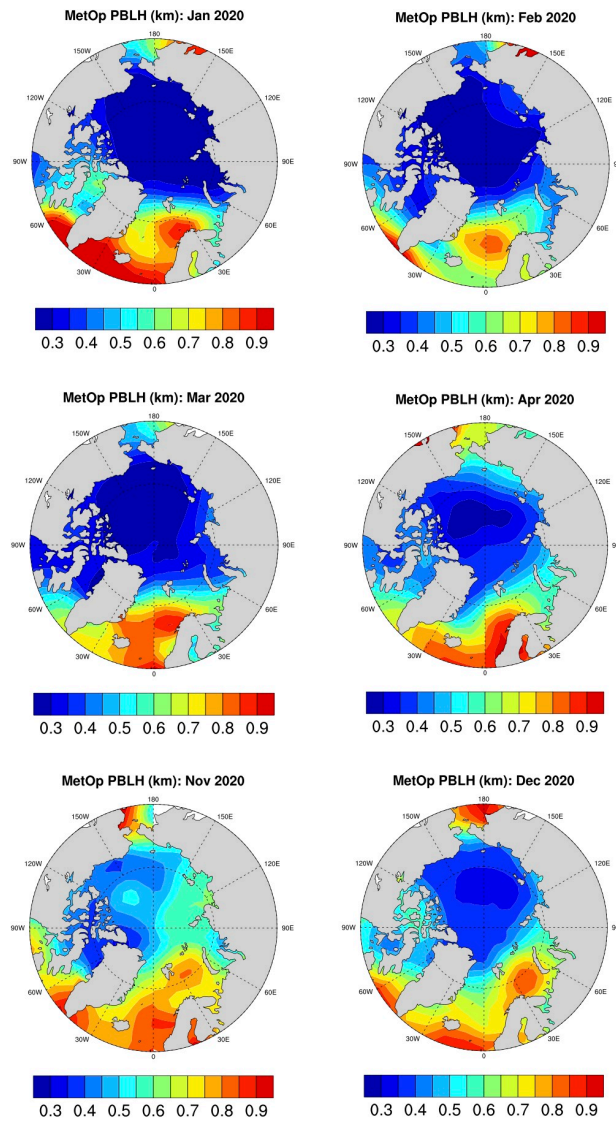 MetOp PBLH (km): Jan 2020
180
150W
150E
120W
120E
90W
90E
60W
60E
30W
30E
0
0.3 0.4 0.5 0.6 0.7 0.8 0.9
MetOp PBLH (km): Feb 2020
180
150W
150E
120W
120E
90W
9
60W
60E
30W
30E
0
0.3 0.4 0.5 0.6 0.7 0.8 0.9
MetOp PBLH (km): Mar 2020
180
150W
150E
120W
120E
90W
90E
60W
60E
30W
30E
0
0.3 0.4 0.5 0.6 0.7 0.8 0.9
MetOp PBLH (km): Apr 2020
180
150W
150E
120W
120E
90W
90E
60W
60E
30W
30E
0
0.3 0.4 0.5 0.6 0.7 0.8 0.9
MetOp PBLH (km): Nov 2020
180
150W
150E
120W
120E
90W
90E
60W
60E
30W
30E
0
0.3 0.4 0.5 0.6 0.7 0.8 0.9
MetOp PBLH (km): Dec 2020
180
150W
150E
120W
120E
90W
90E
60W
60E
30W
30E
0
0.3 0.4 0.5 0.6 0.7 0.8 0.9